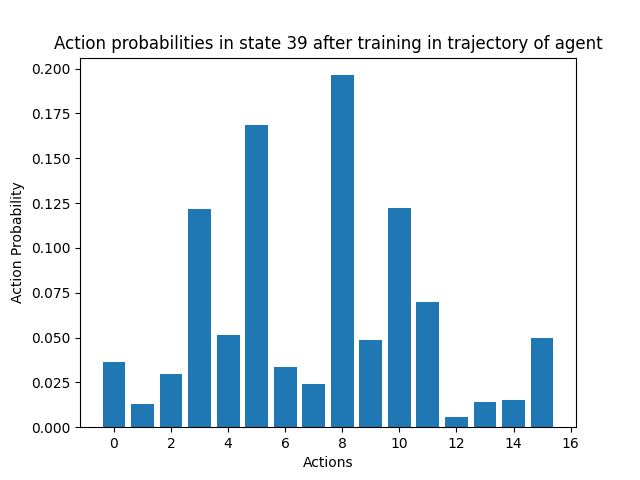 Action probabilities in state 39 after training in trajectory of agent
0.200
0.175
0.150
0.125
0.100
0.075
0.050
0.025
0.000
Action Probability
0 2 4 6 8 10 12 14 16
Actions